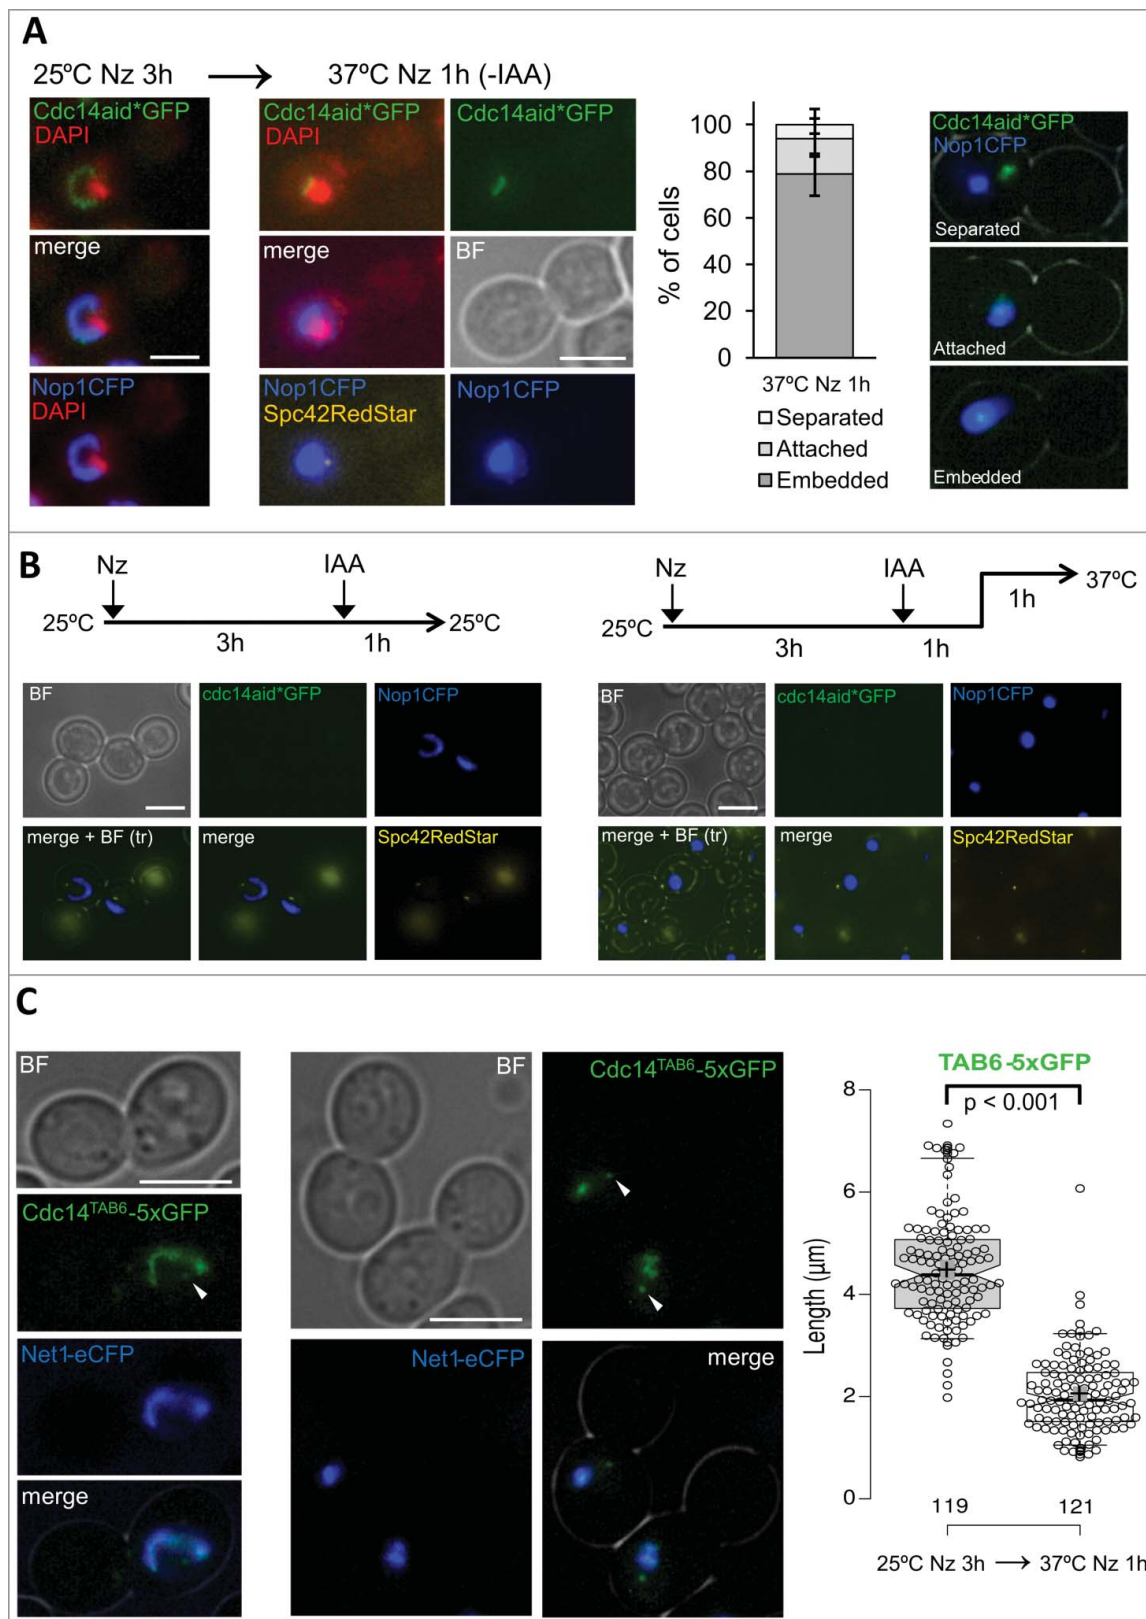 A
25ºC Nz 3h
37ºC Nz 1h (-IAA)
Cdc14aid*GFP
DAPI
merge
Nop1CFP
DAPI
Cdc14aid*GFP
DAPI
Cdc14aid*GFP
merge
BF
Nop1CFP
Spc42RedStar
Nop1CFP
% of cells
100
80
60
40
20
0
37ºC Nz 1h
Separated
Attached
Embedded
Cdc14aid*GFP
Nop1CFP
Separated
Attached
Embedded
B
Nz
IAA
25ºC
25ºC
3h
1h
Nz
IAA
37ºC
1h
25ºC
3h
1h
BF
cdc14aid*GFP
Nop1CFP
merge + BF (tr)
merge
Spc42RedStar
BF
cdc14aid*GFP
Nop1CFP
merge + BF (tr)
merge
Spc42RedStar
C
BF
Cdc14TAB6-5xGFP
Net1-eCFP
merge
BF
Cdc14TAB6-5xGFP
Net1-eCFP
merge
TAB6-5xGFP
p < 0.001
Length (µm)
8
6
4
2
0
119
121
25ºC Nz 3h
37ºC Nz 1h